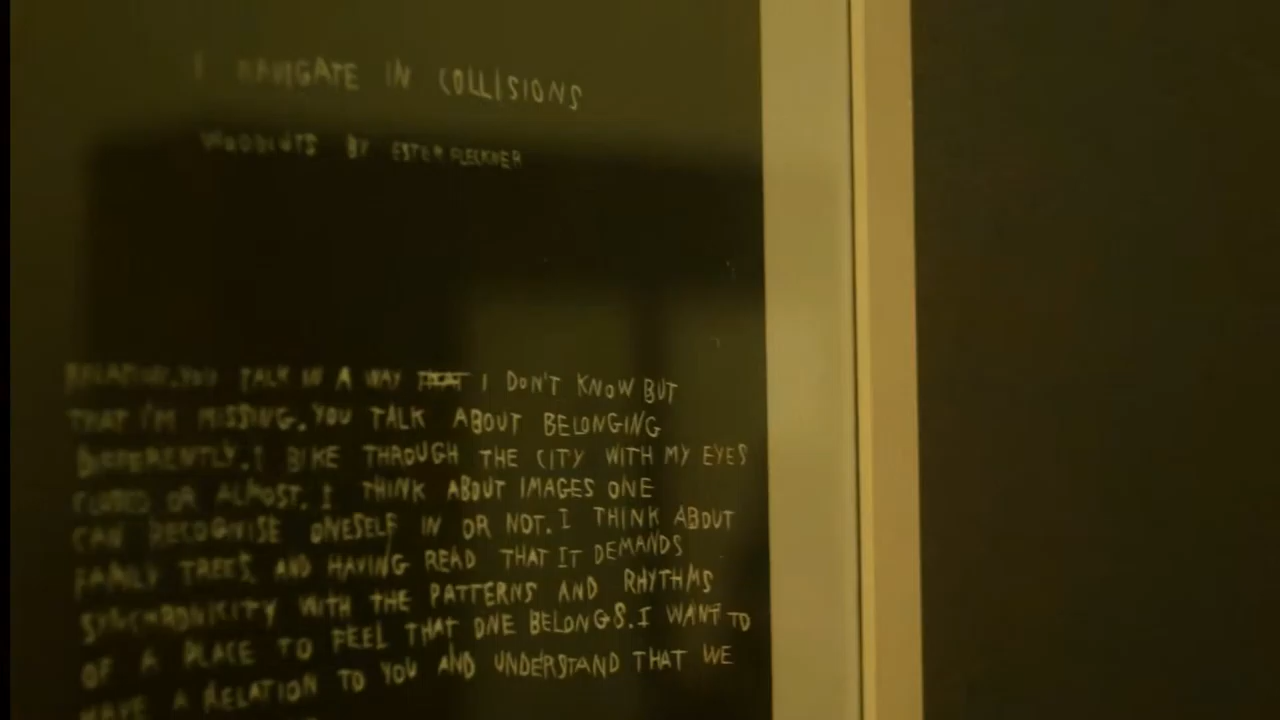 I NAVIGATE IN COLLISIONS
WOODCUTS BY ESTER FLECKNER
RELATION. YOU TALK IN A WAY THAT I DON'T KNOW BUT
THAT I'M MISSING. YOU TALK ABOUT BELONGING
DIFFERENTLY. I BIKE THROUGH THE CITY WITH MY EYES
CLOSED OR ALMOST. I THINK ABOUT IMAGES ONE
CAN RECOGNISE ONESELF IN OR NOT. I THINK ABOUT
FAMILY TREES AND HAVING READ THAT IT DEMANDS
SYNCHRONICITY WITH THE PATTERNS AND RHYTHMS
OF A PLACE TO FEEL THAT ONE BELONGS. I WANT TO
HAVE A RELATION TO YOU AND UNDERSTAND THAT WE